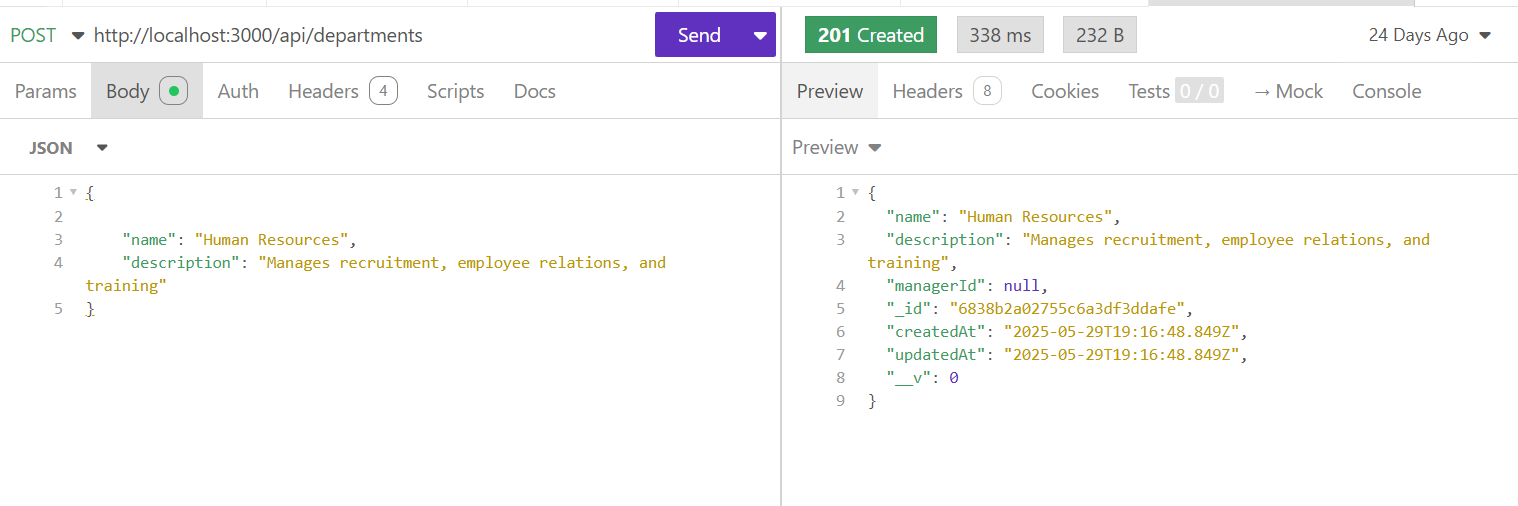 POST http://localhost:3000/api/departments Send
Params Body Auth Headers 4 Scripts Docs
JSON
1 {
2
3 "name": "Human Resources",
4 "description": "Manages recruitment, employee relations, and
training"
5 }
201 Created 338 ms 232 B 24 Days Ago
Preview Headers 8 Cookies Tests 0 / 0 → Mock Console
Preview
1 {
2 "name": "Human Resources",
3 "description": "Manages recruitment, employee relations, and
training",
4 "managerId": null,
5 "_id": "6838b2a02755c6a3df3ddafe",
6 "createdAt": "2025-05-29T19:16:48.849Z",
7 "updatedAt": "2025-05-29T19:16:48.849Z",
8 "__v": 0
9 }